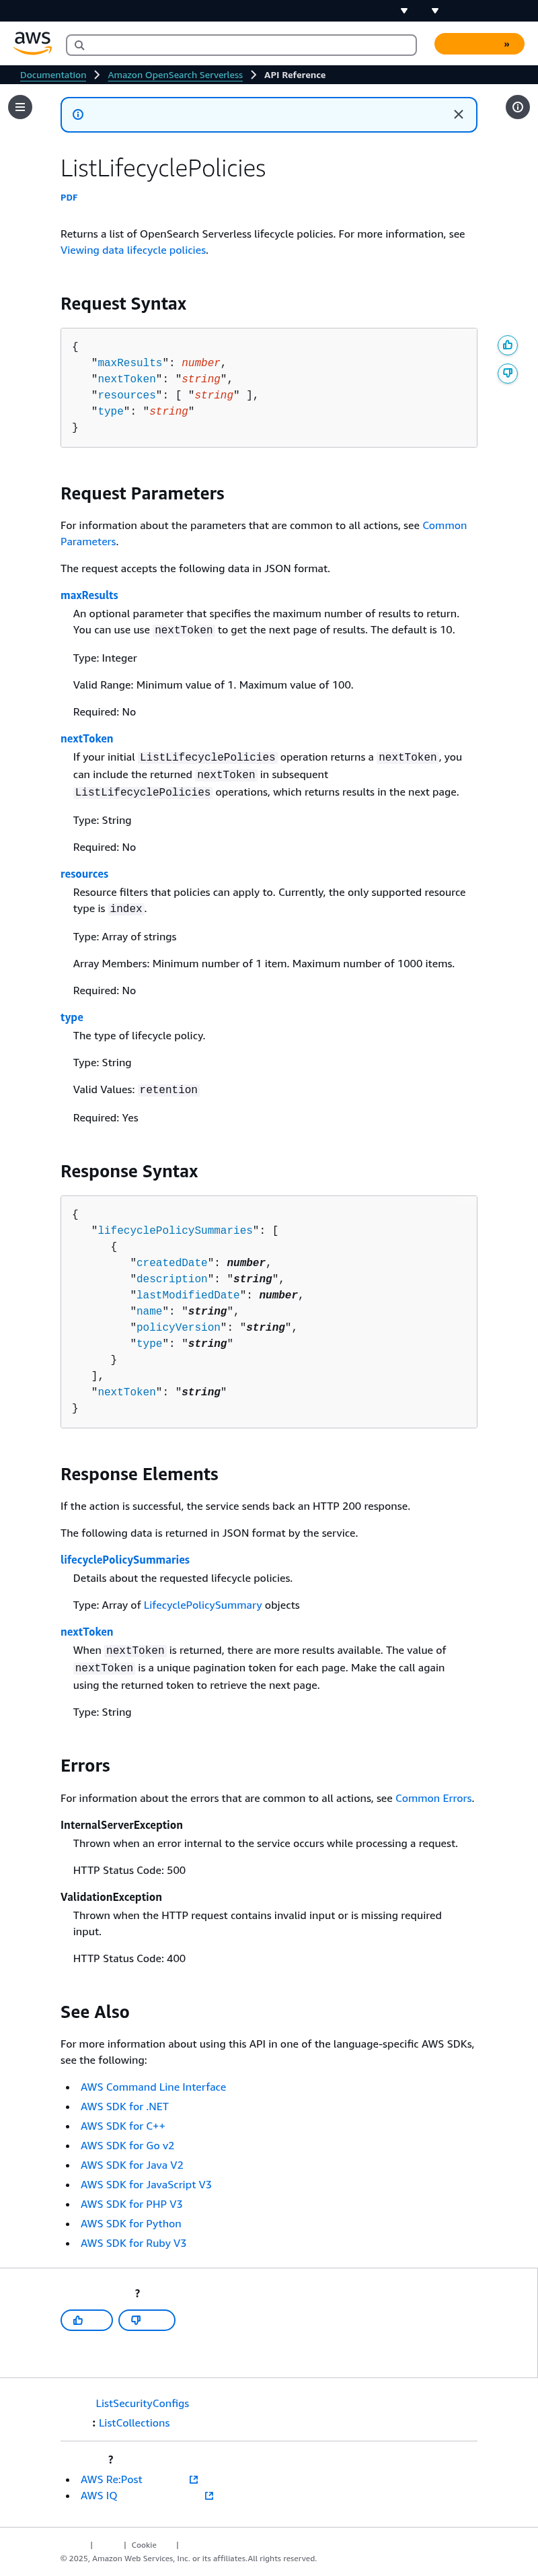 aws
»
Documentation
Amazon OpenSearch Serverless
API Reference
ListLifecyclePolicies
PDF
Returns a list of OpenSearch Serverless lifecycle policies. For more information, see
Viewing data lifecycle policies.
Request Syntax
{
"maxResults": number,
"nextToken": "string",
"resources": [ "string" ],
"type": "string"
}
Request Parameters
For information about the parameters that are common to all actions, see Common
Parameters.
The request accepts the following data in JSON format.
maxResults
An optional parameter that specifies the maximum number of results to return.
You can use use nextToken to get the next page of results. The default is 10.
Type: Integer
Valid Range: Minimum value of 1. Maximum value of 100.
Required: No
nextToken
If your initial ListLifecyclePolicies operation returns a nextToken, you
can include the returned nextToken in subsequent
ListLifecyclePolicies operations, which returns results in the next page.
Type: String
Required: No
resources
Resource filters that policies can apply to. Currently, the only supported resource
type is index.
Type: Array of strings
Array Members: Minimum number of 1 item. Maximum number of 1000 items.
Required: No
type
The type of lifecycle policy.
Type: String
Valid Values: retention
Required: Yes
Response Syntax
{
"lifecyclePolicySummaries": [
{
"createdDate": number,
"description": "string",
"lastModifiedDate": number,
"name": "string",
"policyVersion": "string",
"type": "string"
}
],
"nextToken": "string"
}
Response Elements
If the action is successful, the service sends back an HTTP 200 response.
The following data is returned in JSON format by the service.
lifecyclePolicySummaries
Details about the requested lifecycle policies.
Type: Array of LifecyclePolicySummary objects
nextToken
When nextToken is returned, there are more results available. The value of
nextToken is a unique pagination token for each page. Make the call again
using the returned token to retrieve the next page.
Type: String
Errors
For information about the errors that are common to all actions, see Common Errors.
InternalServerException
Thrown when an error internal to the service occurs while processing a request.
HTTP Status Code: 500
ValidationException
Thrown when the HTTP request contains invalid input or is missing required
input.
HTTP Status Code: 400
See Also
For more information about using this API in one of the language-specific AWS SDKs,
see the following:
AWS Command Line Interface
AWS SDK for .NET
AWS SDK for C++
AWS SDK for Go v2
AWS SDK for Java V2
AWS SDK for JavaScript V3
AWS SDK for PHP V3
AWS SDK for Python
AWS SDK for Ruby V3
?
ListSecurityConfigs
: ListCollections
?
AWS Re:Post
AWS IQ
| | Cookie |
© 2025, Amazon Web Services, Inc. or its affiliates.All rights reserved.